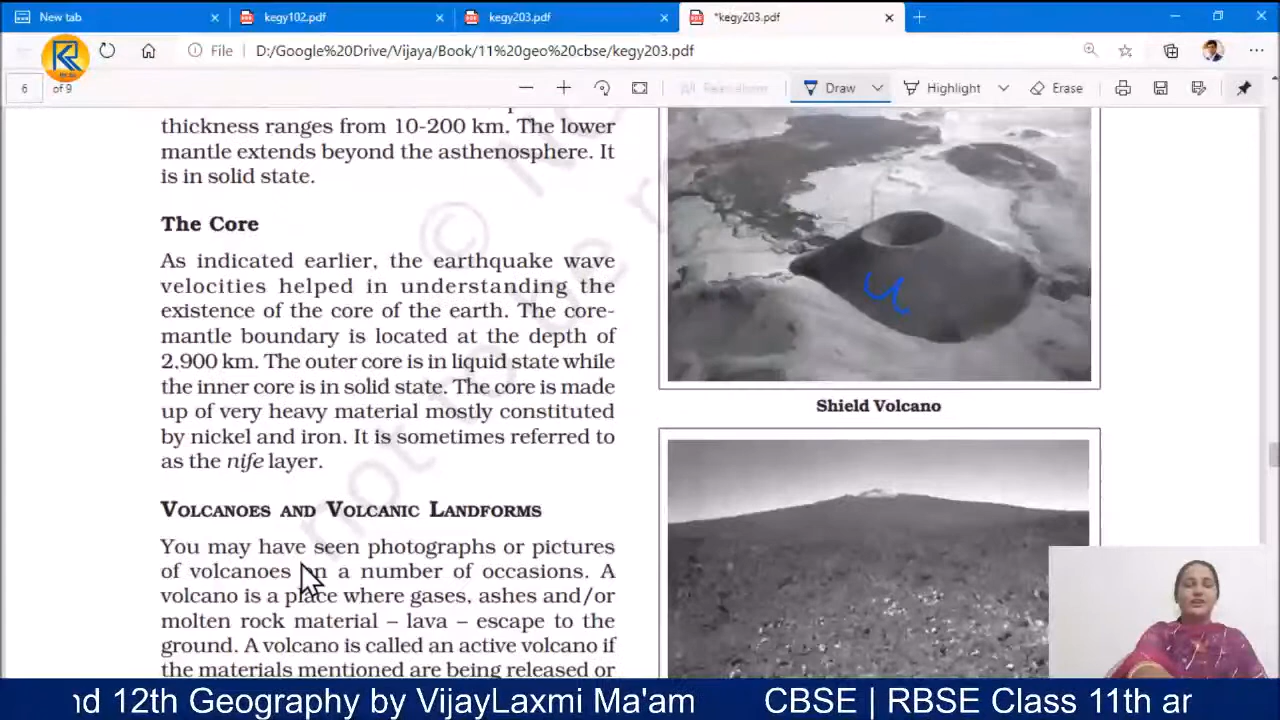 New tab
kegy102.pdf
kegy203.pdf
*kegy203.pdf
File
D:/Google%20Drive/Vijaya/Book/11%20geo%20cbse/kegy203.pdf
6 of 9
Draw
Highlight
Erase
thickness ranges from 10-200 km. The lower
mantle extends beyond the asthenosphere. It
is in solid state.
The Core
As indicated earlier, the earthquake wave
velocities helped in understanding the
existence of the core of the earth. The core-
mantle boundary is located at the depth of
2,900 km. The outer core is in liquid state while
the inner core is in solid state. The core is made
up of very heavy material mostly constituted
by nickel and iron. It is sometimes referred to
as the nife layer.
VOLCANOES AND VOLCANIC LANDFORMS
You may have seen photographs or pictures
of volcanoes on a number of occasions. A
volcano is a place where gases, ashes and/or
molten rock material – lava – escape to the
ground. A volcano is called an active volcano if
the materials mentioned are being released or
Shield Volcano
not to be
nd 12th Geography by VijayLaxmi Ma'am
CBSE | RBSE Class 11th ar